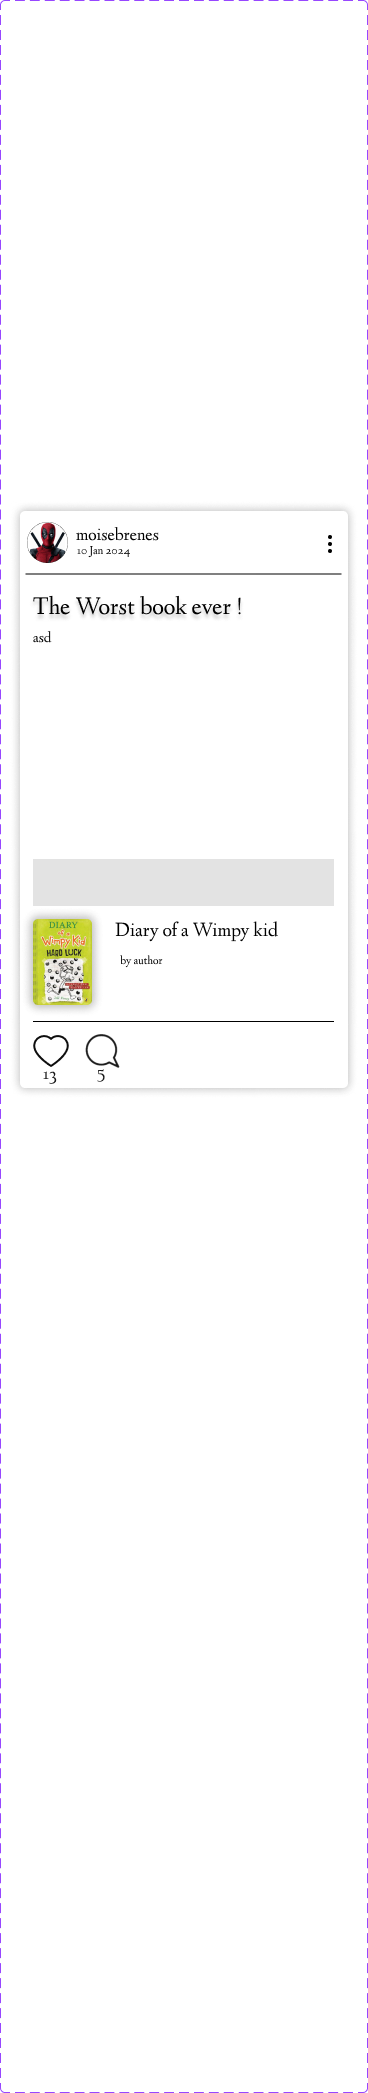 moisebrenes
10 Jan 2024
The Worst book ever !
asd
DIARY
of a
Wimpy Kid
HARD LUCK
Diary of a Wimpy kid
by author
13
5